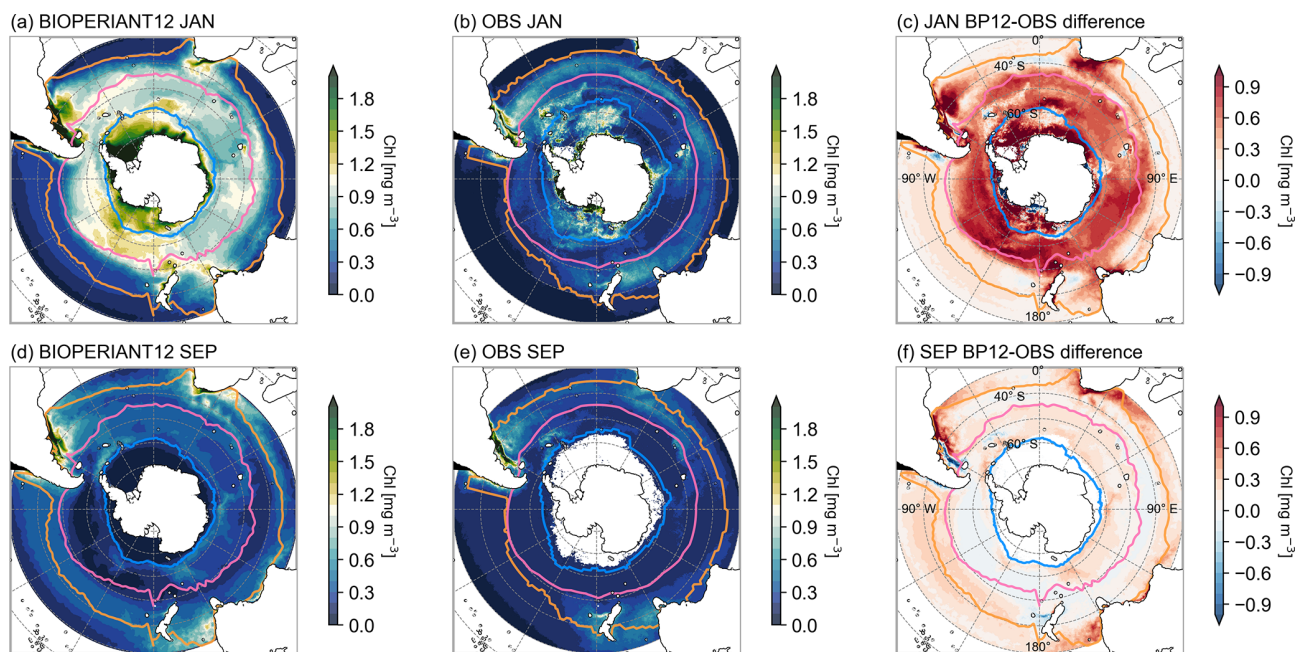 (a) BIOPERIANT12 JAN
(b) OBS JAN
(c) JAN BP12-OBS difference
1.8
1.5
1.2
0.9
0.6
0.3
0.0
Chl [mg m⁻³]
1.8
1.5
1.2
0.9
0.6
0.3
0.0
Chl [mg m⁻³]
0°
40° S
60° S
90° W
90° E
180°
0.9
0.6
0.3
0.0
−0.3
−0.6
−0.9
Chl [mg m⁻³]
(d) BIOPERIANT12 SEP
(e) OBS SEP
(f) SEP BP12-OBS difference
1.8
1.5
1.2
0.9
0.6
0.3
0.0
Chl [mg m⁻³]
1.8
1.5
1.2
0.9
0.6
0.3
0.0
Chl [mg m⁻³]
0°
40° S
60° S
90° W
90° E
180°
0.9
0.6
0.3
0.0
−0.3
−0.6
−0.9
Chl [mg m⁻³]